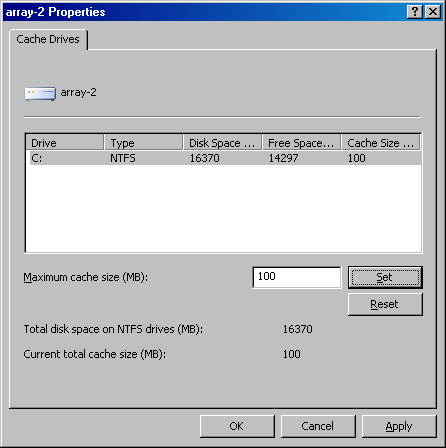 array-2 Properties
Cache Drives
array-2
Drive Type Disk Space ... Free Space... Cache Size ...
C: NTFS 16370 14297 100
Maximum cache size (MB): 100 Set
Reset
Total disk space on NTFS drives (MB): 16370
Current total cache size (MB): 100
OK Cancel Apply